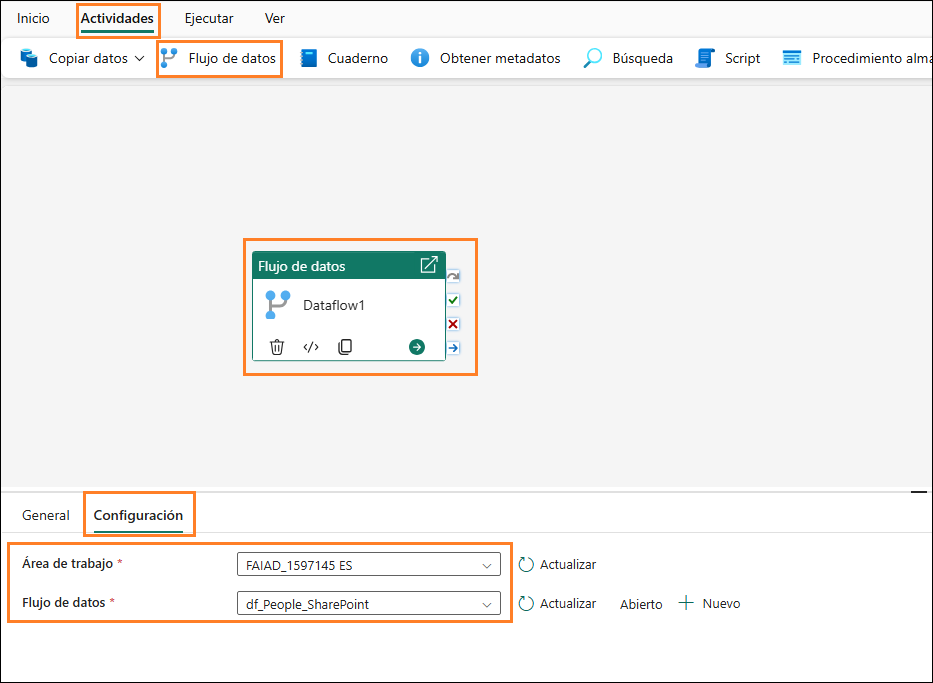 Inicio Actividades Ejecutar Ver
Copiar datos Flujo de datos Cuaderno Obtener metadatos Búsqueda Script Procedimiento alma
Flujo de datos
Dataflow1
General Configuración
Área de trabajo * FAIAD_1597145 ES Actualizar
Flujo de datos * df_People_SharePoint Actualizar Abierto Nuevo